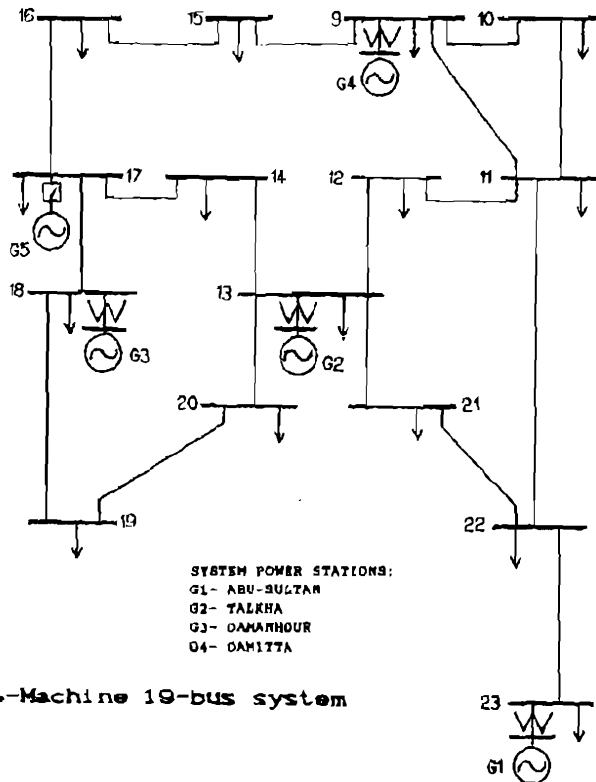 16 15 9 10
G4
17 14 12 11
G5
18 13
G3 G2
20 21
19 22
SYSTEM POWER STATIONS:
G1- ABU-SULTAN
G2- TALKHA
G3- DAMANHOUR
G4- DAMITTA
-Machine 19-bus system
23
G1